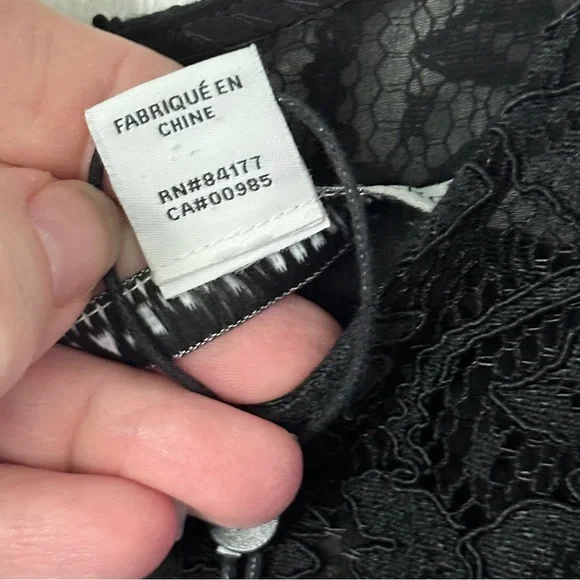 FABRIQUÉ EN
CHINE
RN#84177
CA#00985